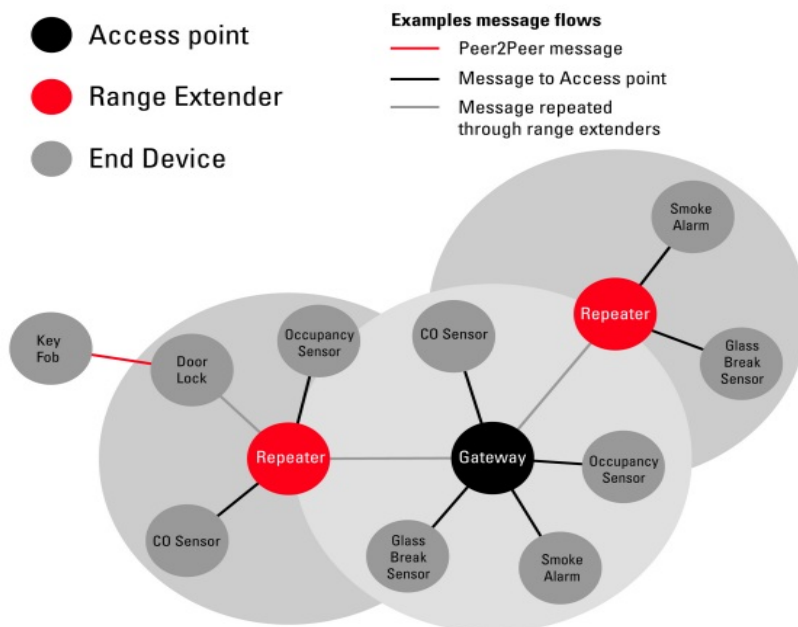 Access point
Range Extender
End Device
Examples message flows
Peer2Peer message
Message to Access point
Message repeated
through range extenders
Smoke
Alarm
Repeater
Glass
Break
Sensor
Key
Fob
Door
Lock
Occupancy
Sensor
CO Sensor
Repeater
Gateway
Occupancy
Sensor
CO Sensor
Glass
Break
Sensor
Smoke
Alarm